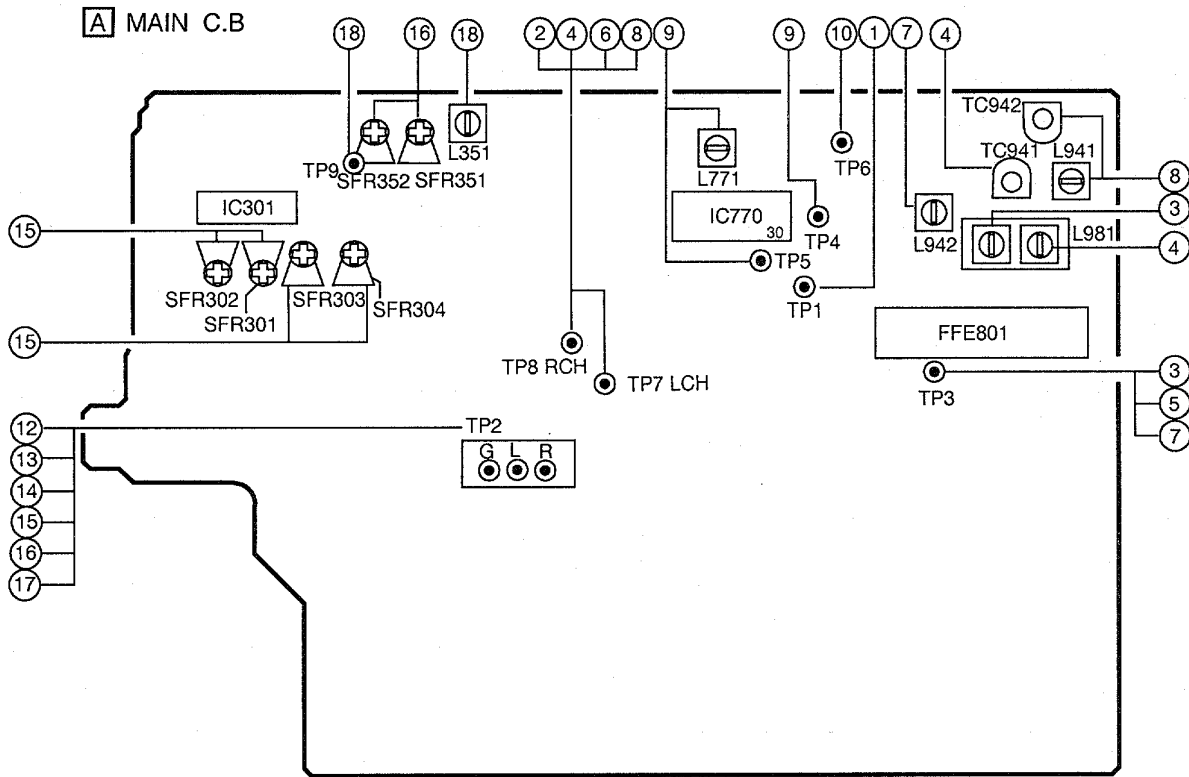 A MAIN C.B
18 16 18 2 4 6 8 9 9 10 1 7 4
TC942
TP9 SFR352 SFR351 L351
L771
TP6
TC941 L941
8
IC301
IC770
30
TP4
L942
L981
3
4
15
SFR302 SFR301 SFR303 SFR304
TP5
TP1
FFE801
15
TP8 RCH
TP7 LCH
TP3
3
5
7
12
TP2
13
G L R
14
15
16
17